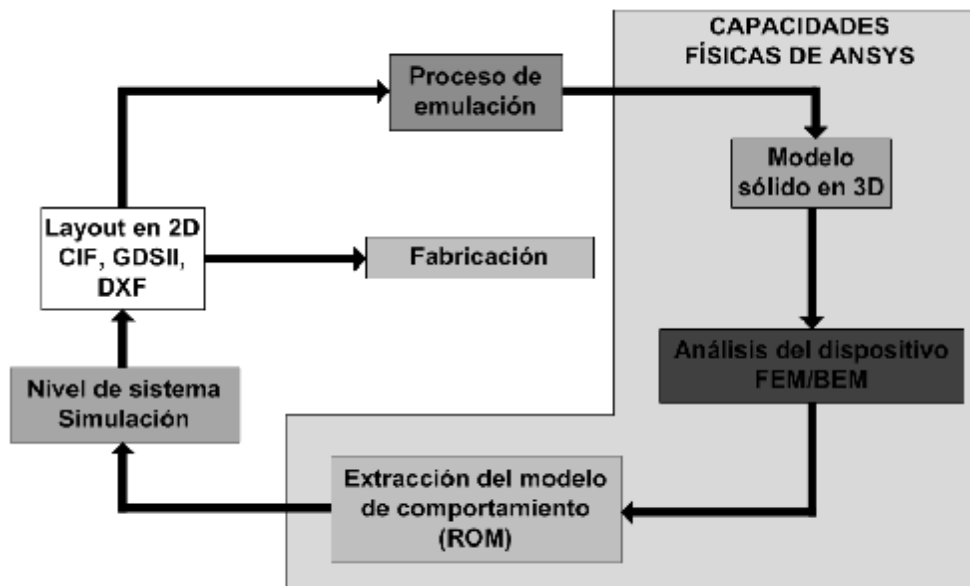 CAPACIDADES
FÍSICAS DE ANSYS
Proceso de
emulación
Modelo
sólido en 3D
Layout en 2D
CIF, GDSII,
DXF
Fabricación
Análisis del dispositivo
FEM/BEM
Nivel de sistema
Simulación
Extracción del modelo
de comportamiento
(ROM)